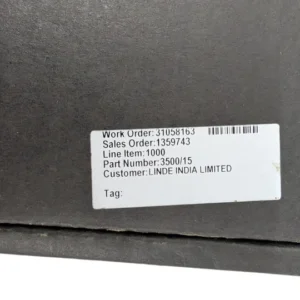 Work Order:31058163
Sales Order:1359743
Line Item:1000
Part Number:3500/15
Customer:LINDE INDIA LIMITED
Tag: